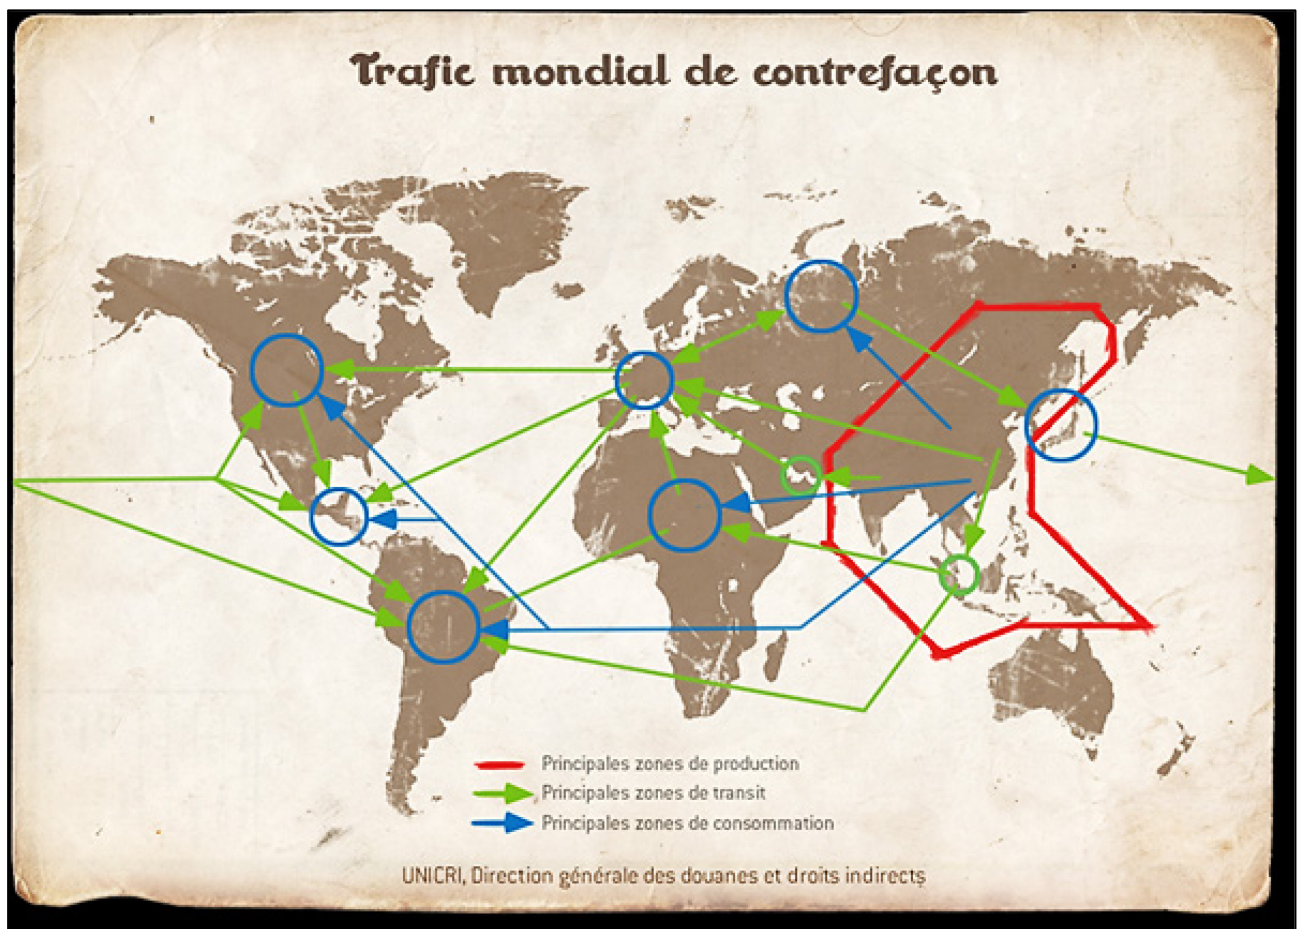 Trafic mondial de contrefaçon
Principales zones de production
Principales zones de transit
Principales zones de consommation
UNICRI, Direction générale des douanes et droits indirects